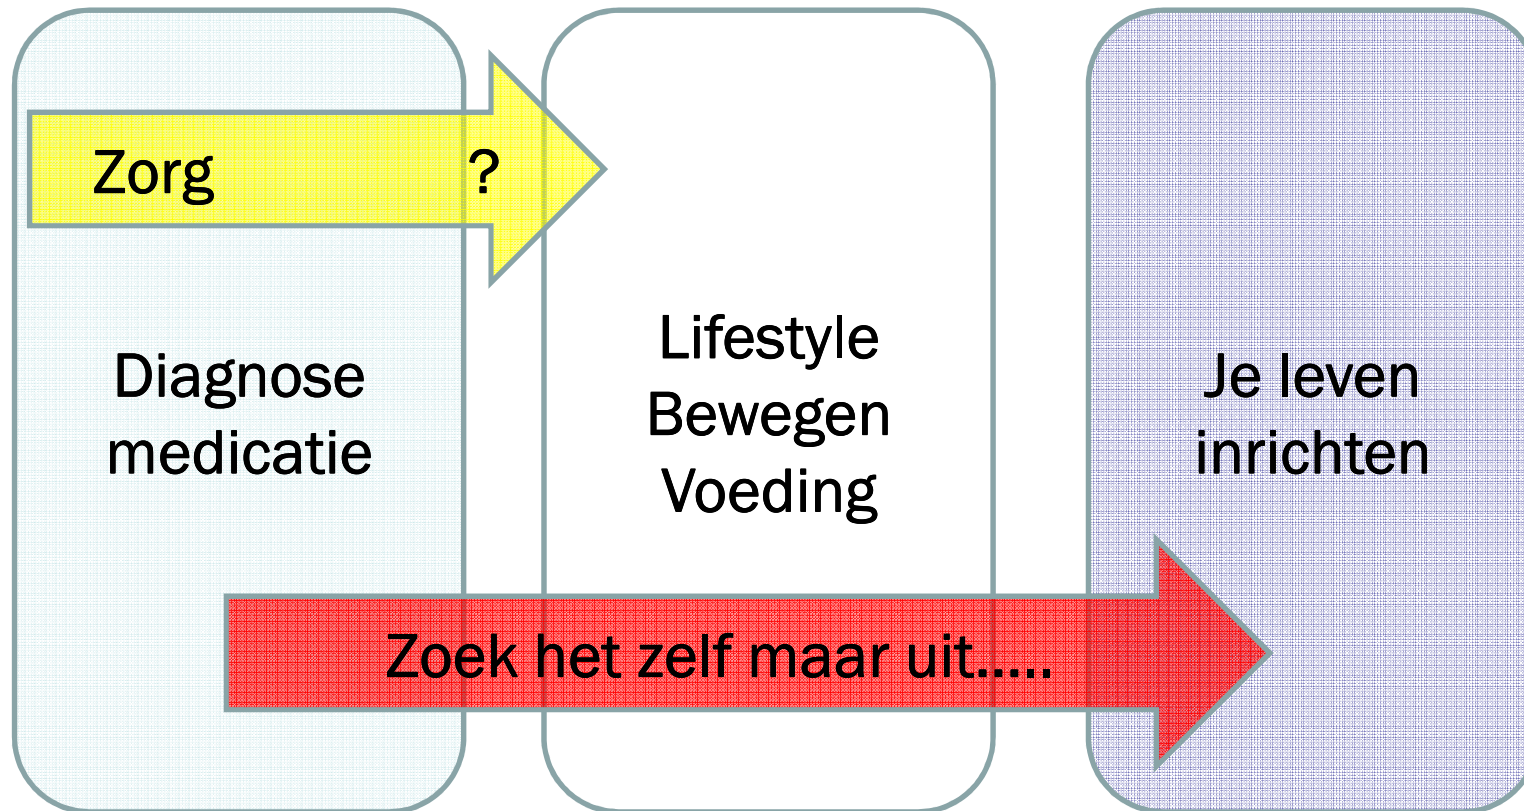 Zorg ?
Diagnose
medicatie
Lifestyle
Bewegen
Voeding
Je leven
inrichten
Zoek het zelf maar uit.....